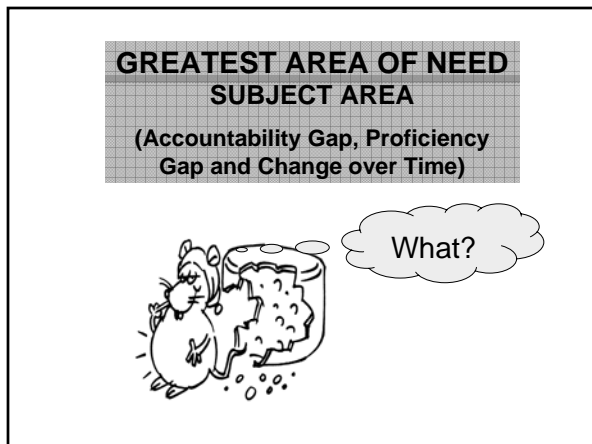 GREATEST AREA OF NEED
SUBJECT AREA
(Accountability Gap, Proficiency
Gap and Change over Time)
What?